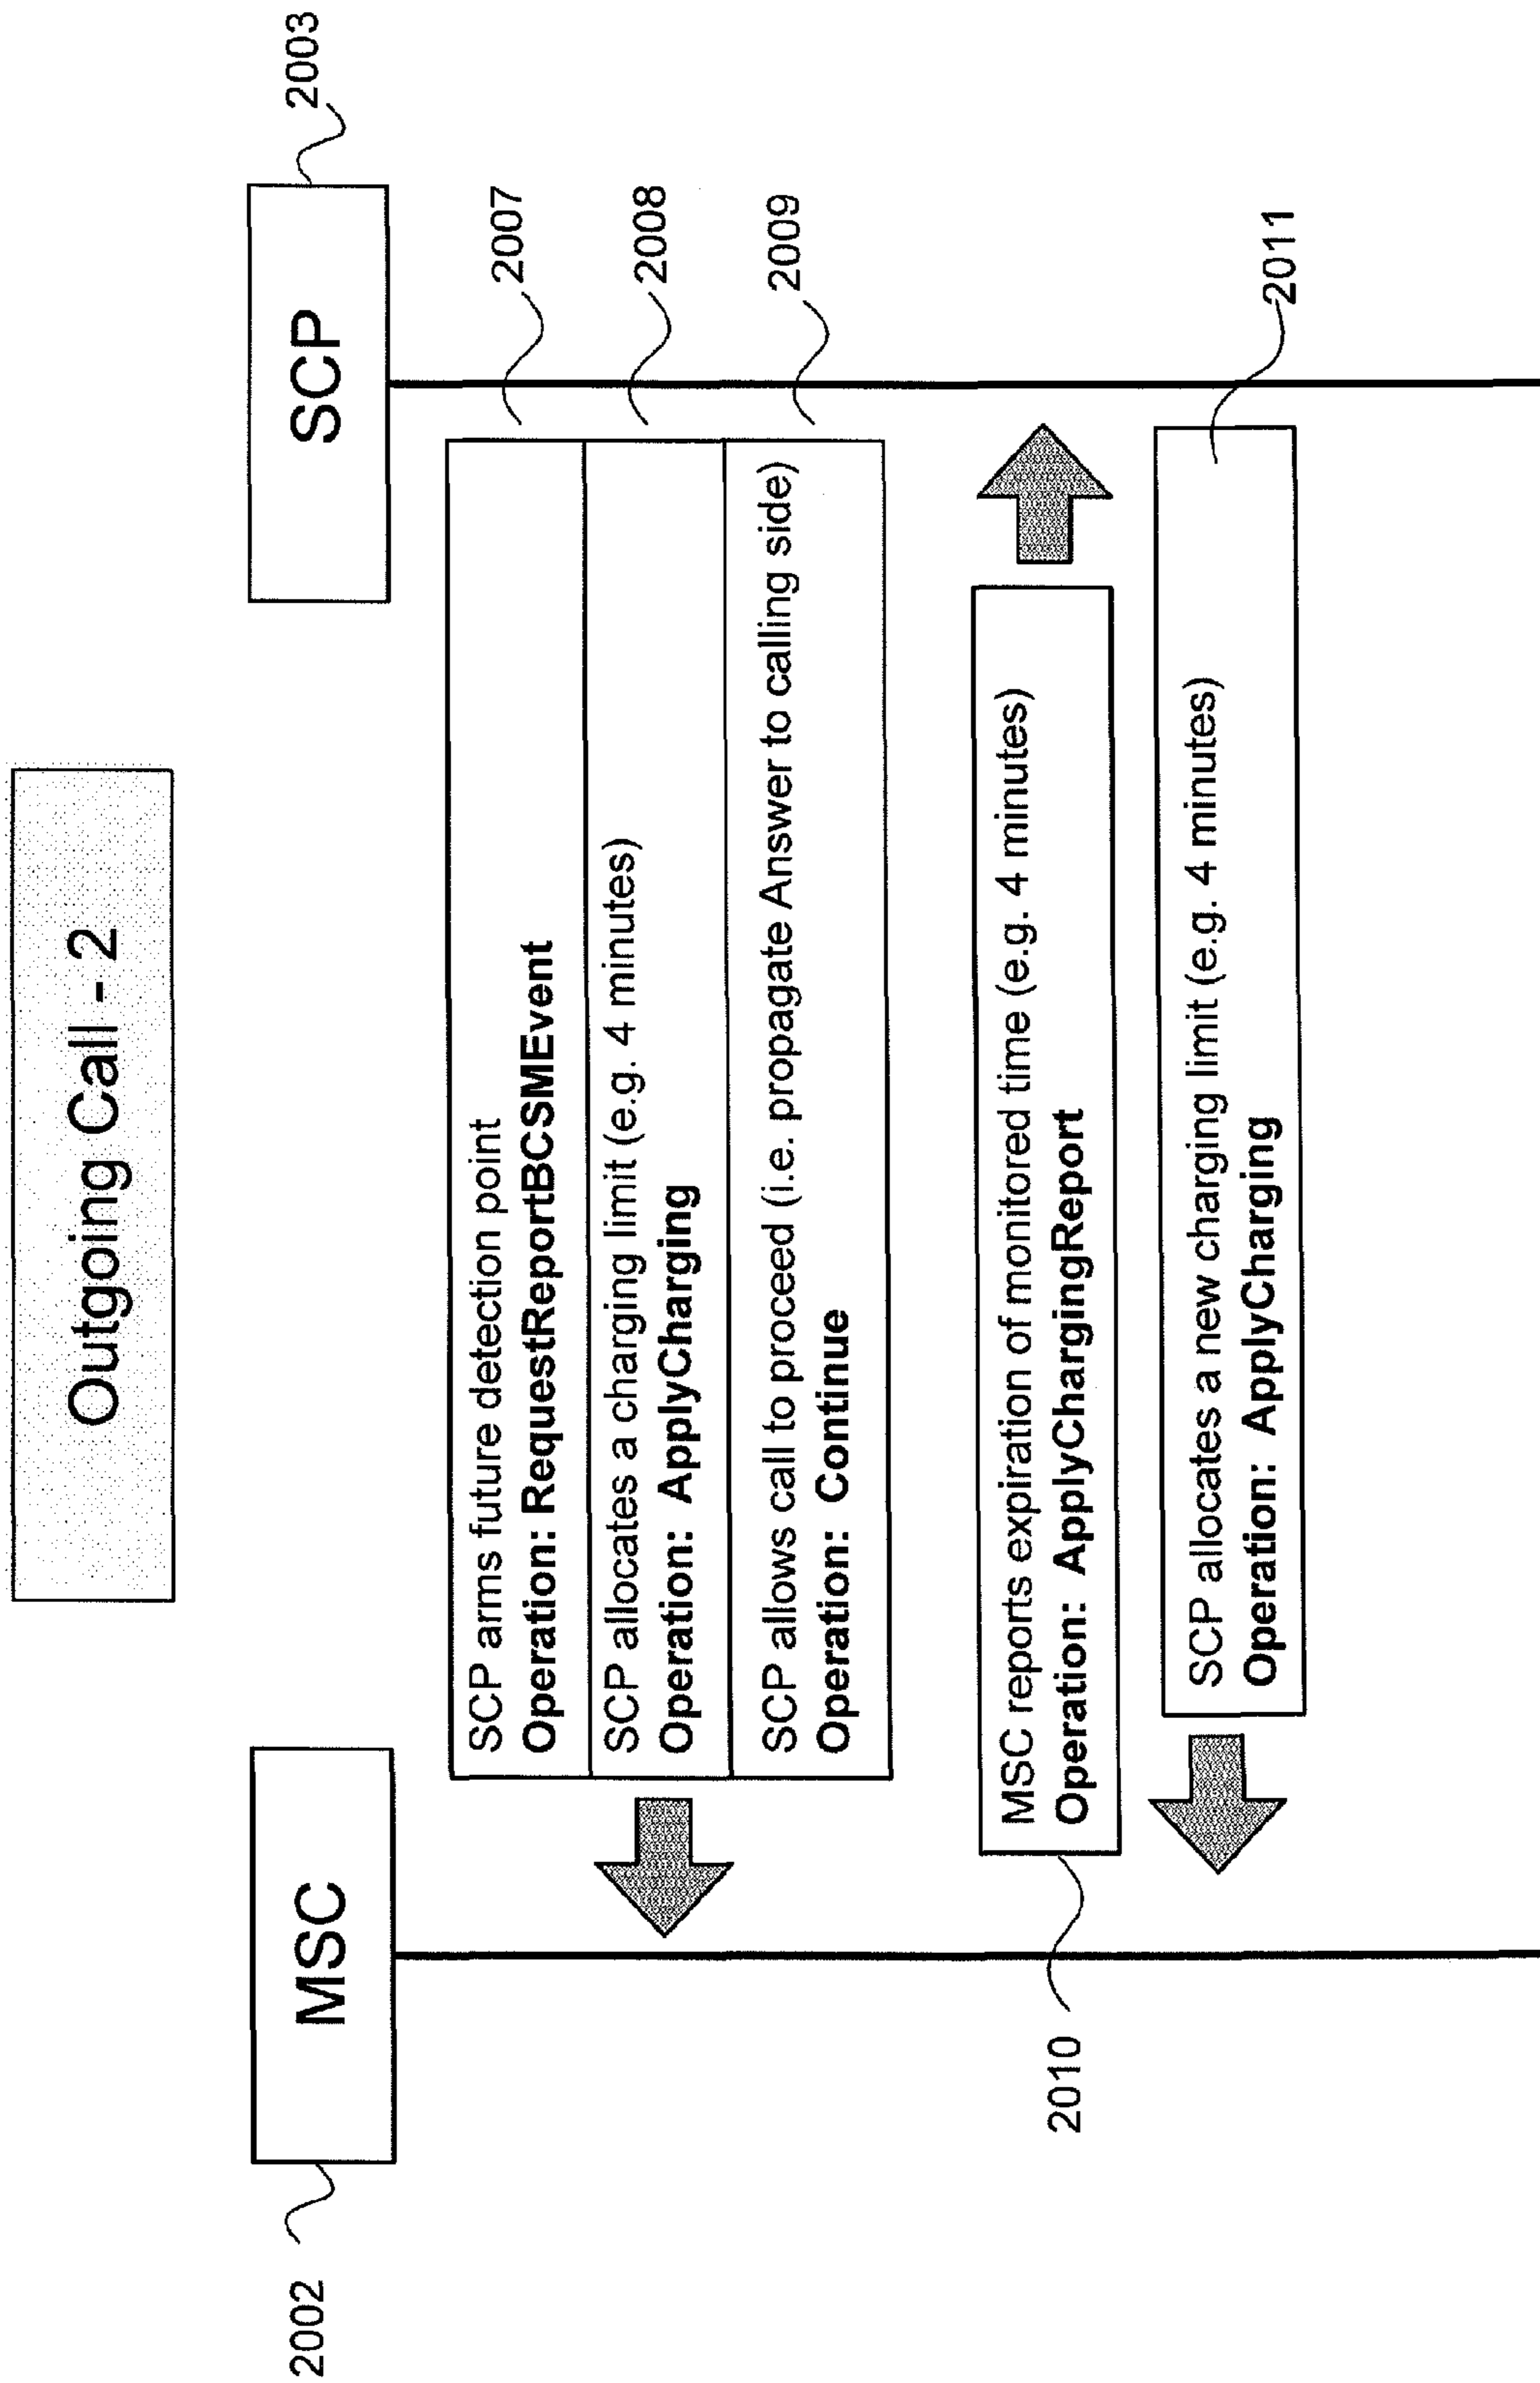 Outgoing Call - 2
2002
MSC
SCP
2003
SCP arms future detection point
Operation: RequestReportBCSMEvent
2007
SCP allocates a charging limit (e.g. 4 minutes)
Operation: ApplyCharging
2008
SCP allows call to proceed (i.e. propagate Answer to calling side)
Operation: Continue
2009
2010
MSC reports expiration of monitored time (e.g. 4 minutes)
Operation: ApplyChargingReport
SCP allocates a new charging limit (e.g. 4 minutes)
Operation: ApplyCharging
2011